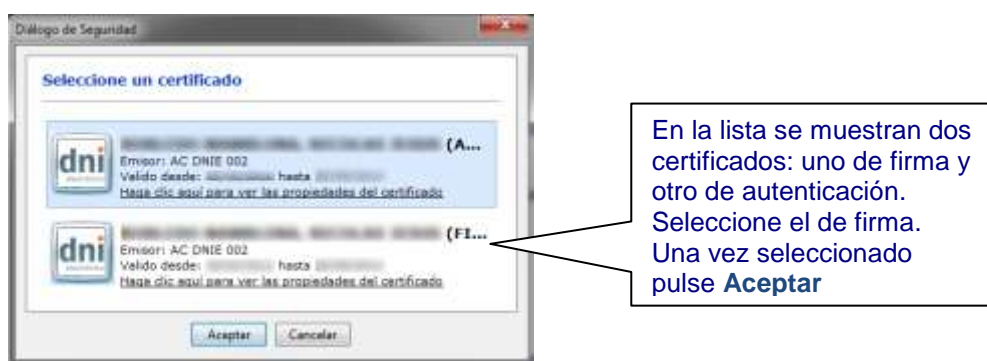 Diálogo de Seguridad
Seleccione un certificado
dni
(A...
Emisor: AC DNIE 002
Valido desde: hasta
Haga clic aquí para ver las propiedades del certificado
dni
(FI...
Emisor: AC DNIE 002
Valido desde: hasta
Haga clic aquí para ver las propiedades del certificado
Aceptar Cancelar
En la lista se muestran dos
certificados: uno de firma y
otro de autenticación.
Seleccione el de firma.
Una vez seleccionado
pulse Aceptar